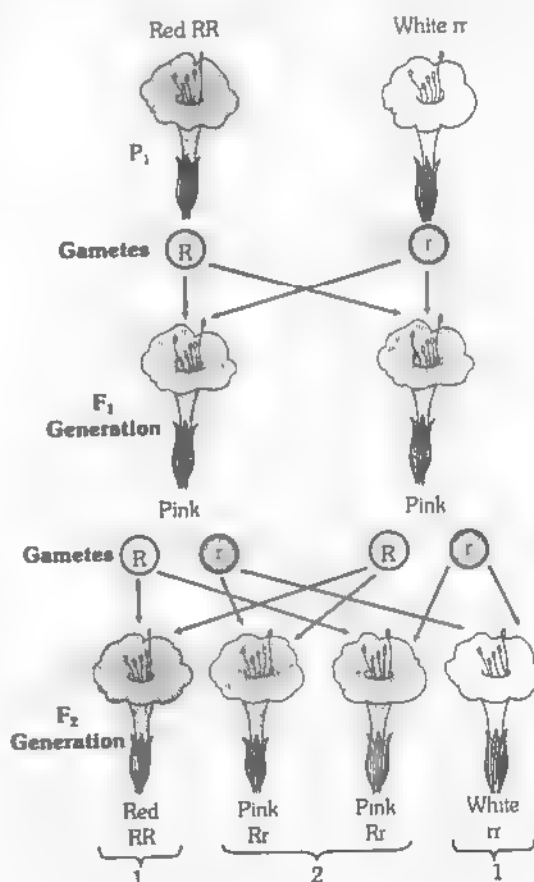 Red RR White rr
P₁
Gametes R r
F₁
Generation
Pink Pink
Gametes R r R r
F₂
Generation
Red Pink Pink White
RR Rr Rr rr
1 2 1